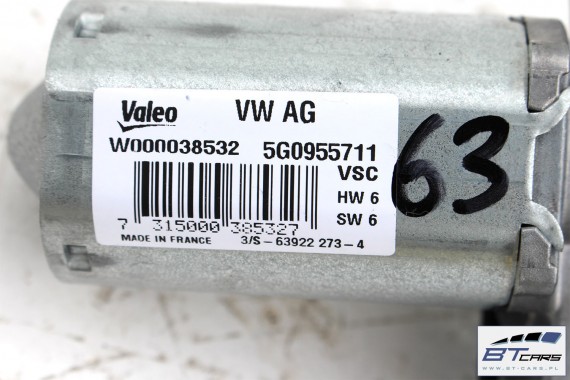 Valeo VW AG
W000038532 5G0955711
VSC
HW 6
SW 6
7 315000 385327
MADE IN FRANCE 3/S - 63922 273-4
63
BT CARS
WWW.BT-CARS.PL